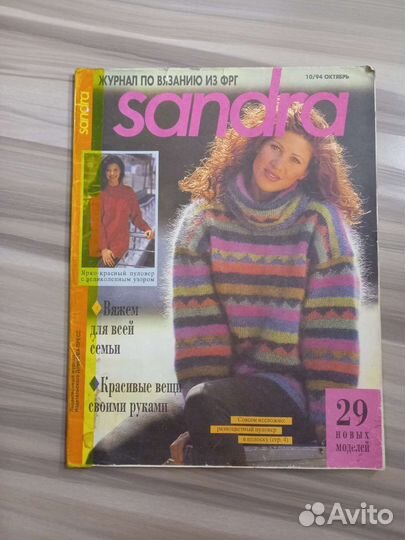 ЖУРНАЛ ПО ВЯЗАНИЮ ИЗ ФРГ
10/94 ОКТЯБРЬ
sandra
sandra
Ярко-красный пуловер
с великолепным узором
Вяжем
для всей
семьи
Красивые вещи
своими руками
Совсем несложно:
разноцветный пуловер
в полоску (стр. 4)
29
новых
моделей
Avito